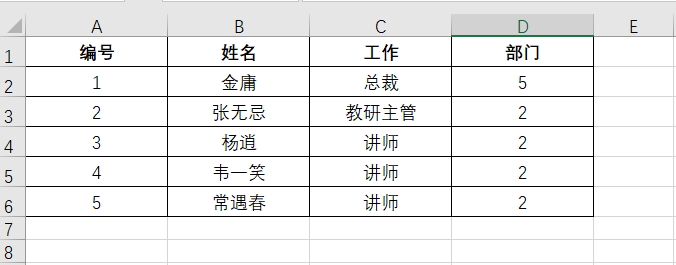 A B C D E
1 编号 姓名 工作 部门
2 1 金庸 总裁 5
3 2 张无忌 教研主管 2
4 3 杨逍 讲师 2
5 4 韦一笑 讲师 2
6 5 常遇春 讲师 2
7
8